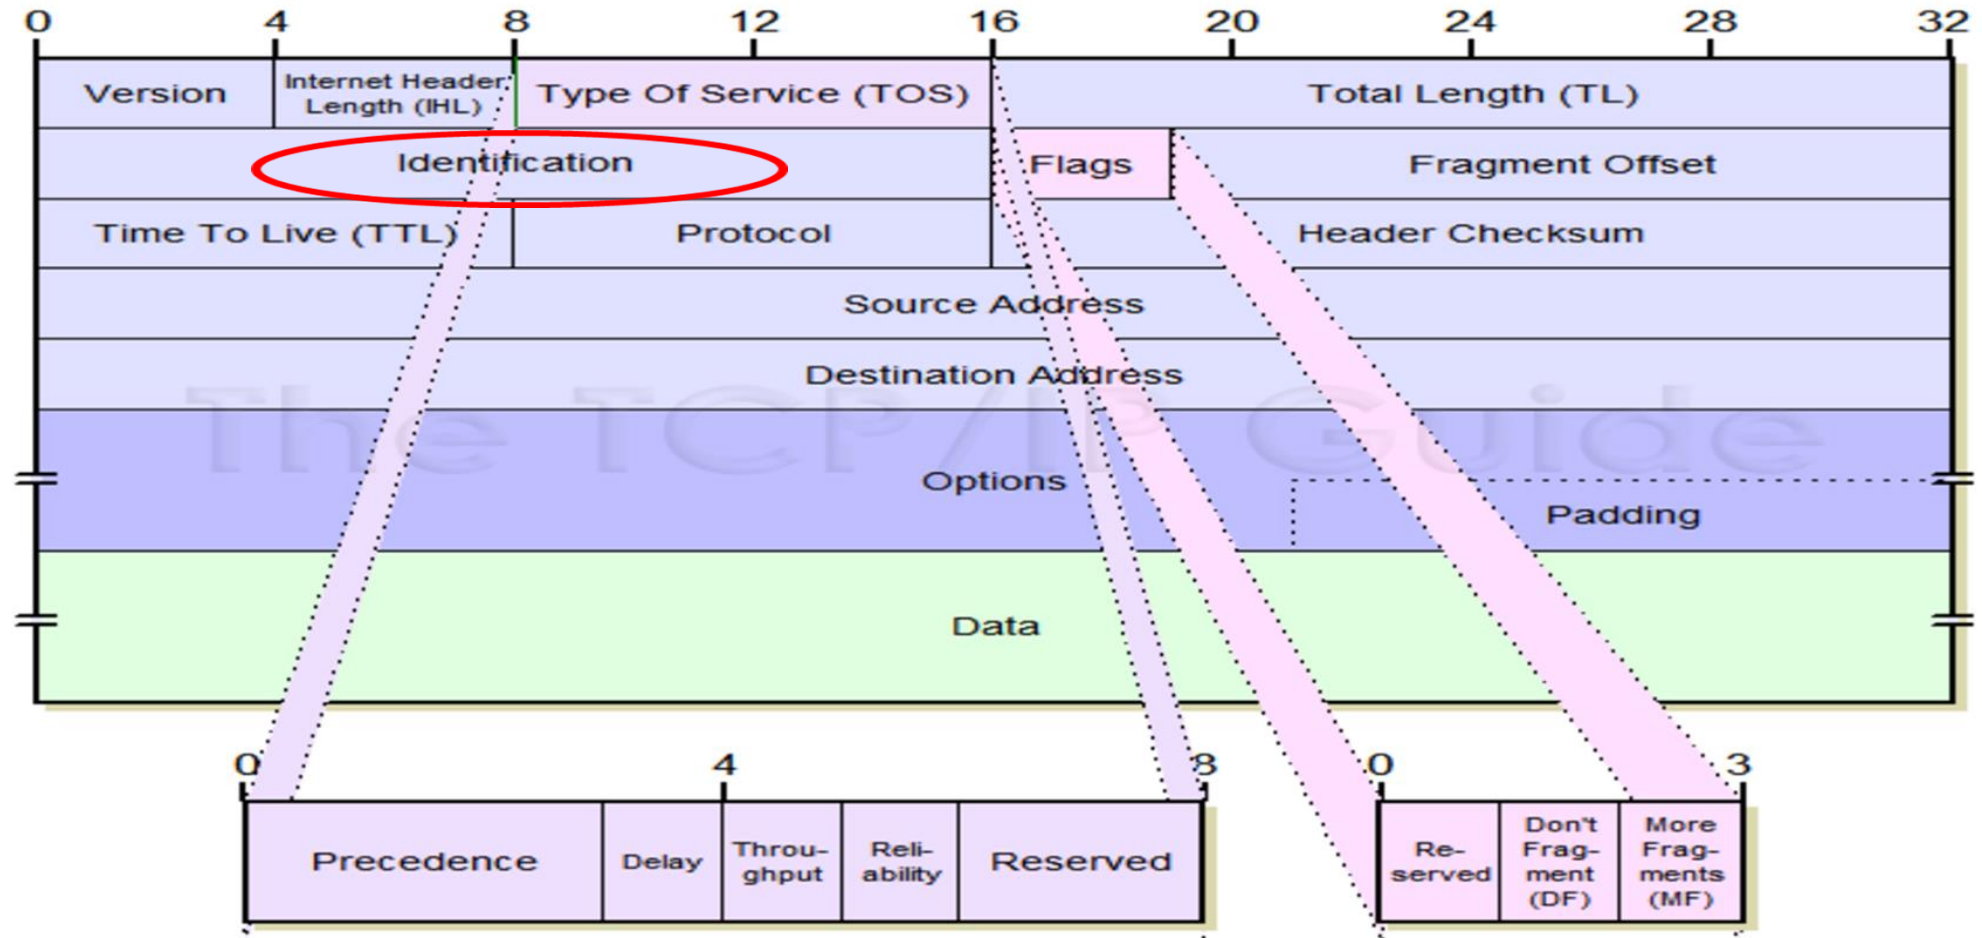 0 4 8 12 16 20 24 28 32
Version
Internet Header
Length (IHL)
Type Of Service (TOS)
Total Length (TL)
Identification
Flags
Fragment Offset
Time To Live (TTL)
Protocol
Header Checksum
Source Address
Destination Address
The TCP/IP Guide
Options
Padding
Data
0 4 8
Precedence
Delay
Throu-
ghput
Reli-
ability
Reserved
0 3
Re-
served
Don't
Frag-
ment
(DF)
More
Frag-
ments
(MF)